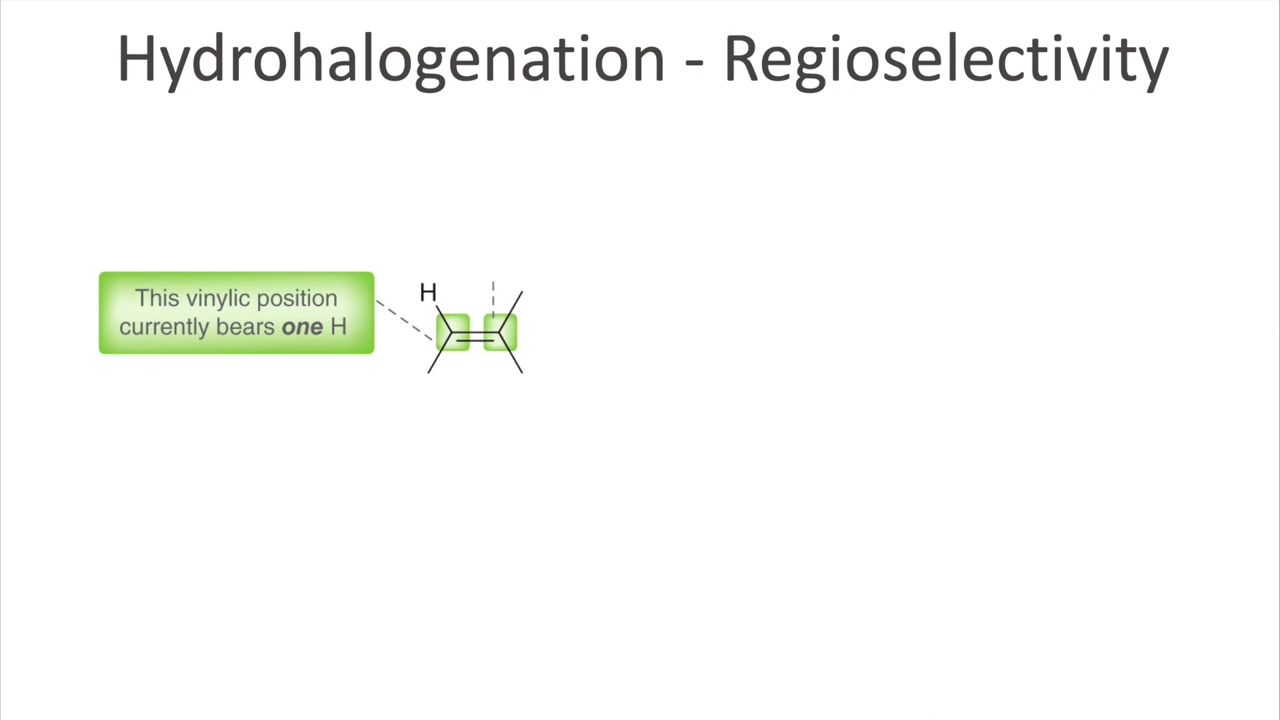 Hydrohalogenation - Regioselectivity
This vinylic position
currently bears one H
H